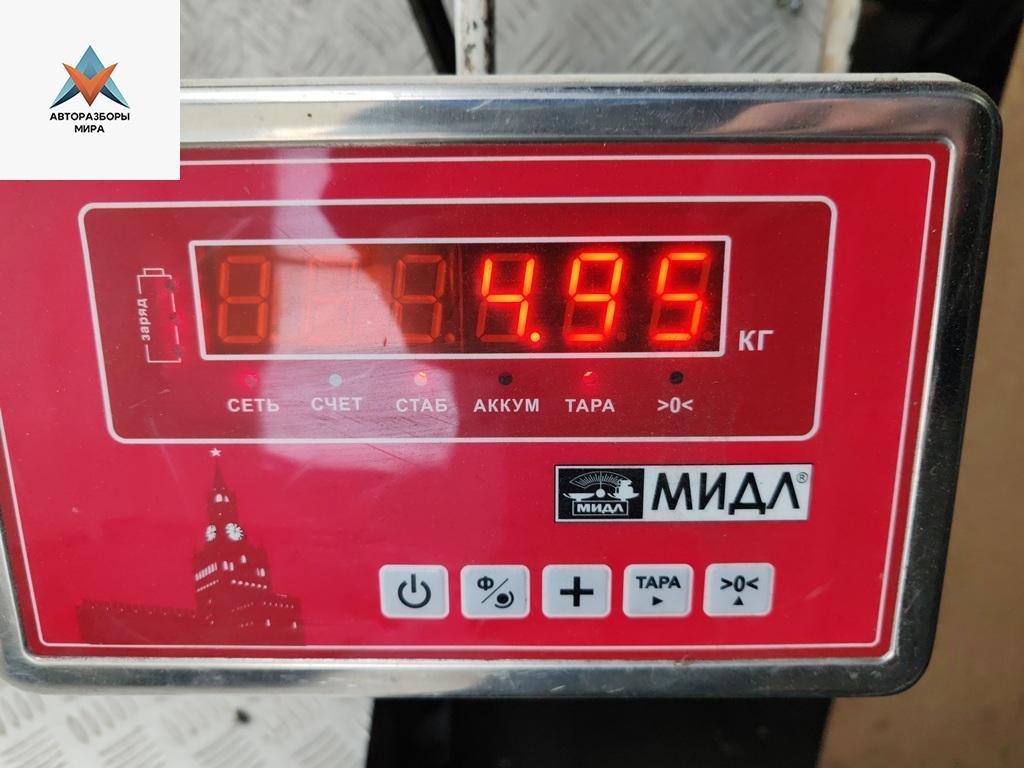 АВТОРАЗБОРЫ
МИРА
заряд
4.95
КГ
СЕТЬ СЧЕТ СТАБ АККУМ ТАРА >0<
МИДЛ МИДЛ®
Ф ТАРА >0<